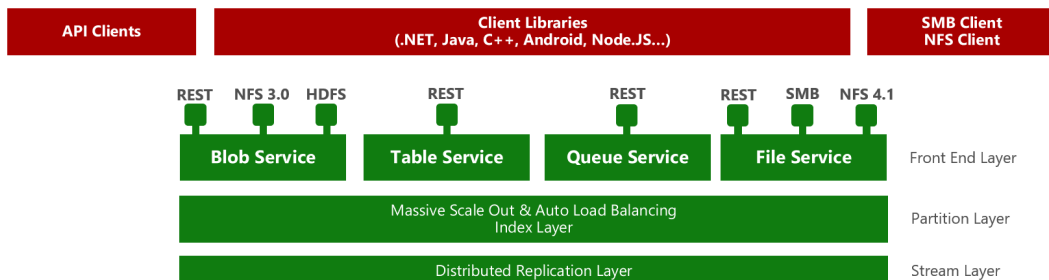 API Clients
Client Libraries
(.NET, Java, C++, Android, Node.JS...)
SMB Client
NFS Client
REST
NFS 3.0
HDFS
REST
REST
REST
SMB
NFS 4.1
Blob Service
Table Service
Queue Service
File Service
Front End Layer
Massive Scale Out & Auto Load Balancing
Index Layer
Partition Layer
Distributed Replication Layer
Stream Layer